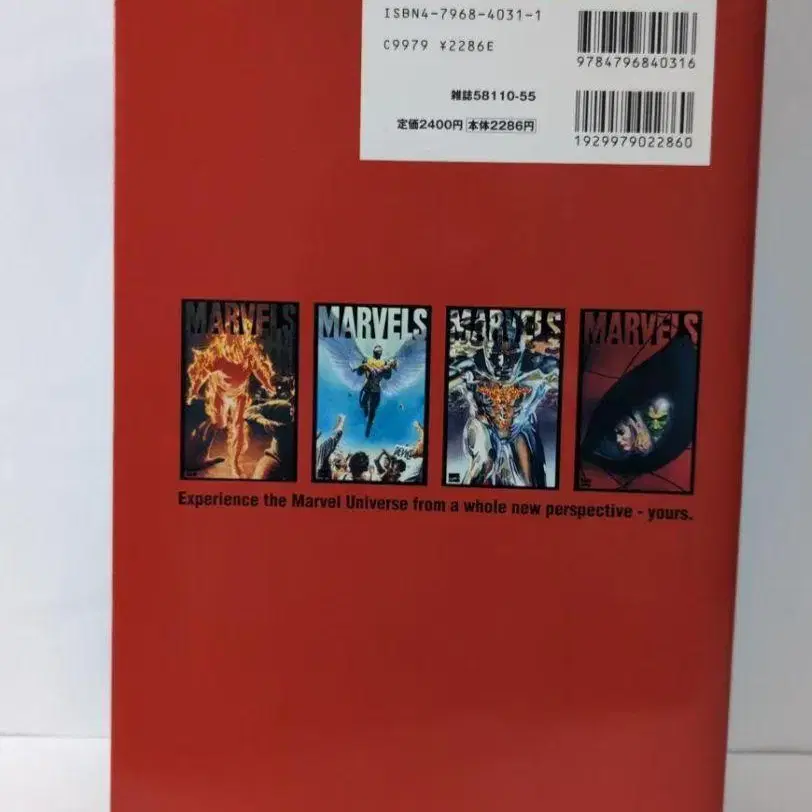 ISBN4-7968-4031-1
C9979 ¥2286E
9784796840316
雑誌58110-55
定価2400円 本体2286円
1929979022860
MARVELS
MARVELS
MARVELS
MARVELS
Experience the Marvel Universe from a whole new perspective - yours.